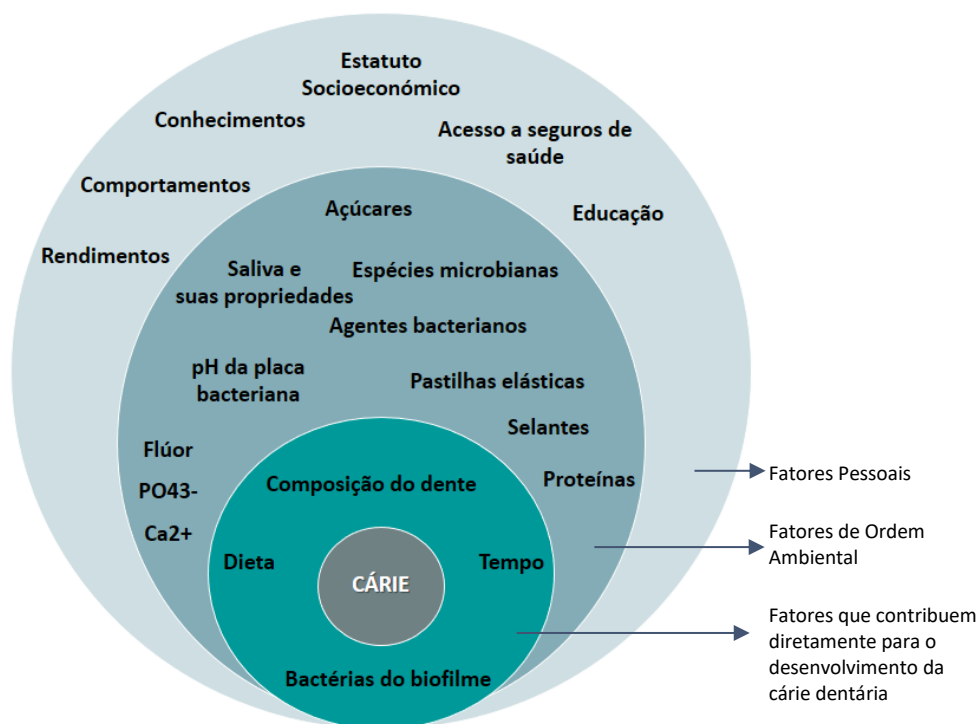 Estatuto
Socioeconómico
Conhecimentos
Acesso a seguros de
saúde
Comportamentos
Educação
Rendimentos
Açúcares
Saliva e
suas propriedades
Espécies microbianas
Agentes bacterianos
pH da placa
bacteriana
Pastilhas elásticas
Selantes
Flúor
PO43-
Ca2+
Proteínas
Composição do dente
Dieta
Tempo
CÁRIE
Bactérias do biofilme
Fatores Pessoais
Fatores de Ordem
Ambiental
Fatores que contribuem
diretamente para o
desenvolvimento da
cárie dentária